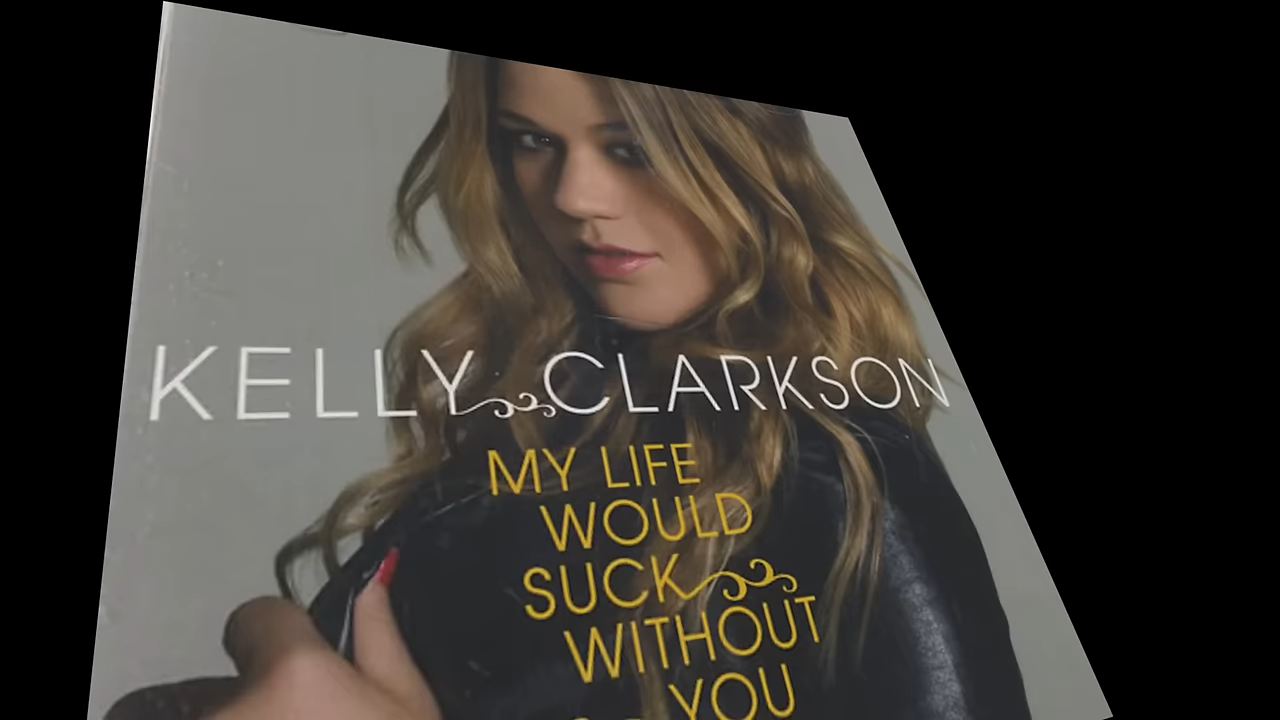 KELLY CLARKSON
MY LIFE
WOULD
SUCK
WITHOUT
YOU